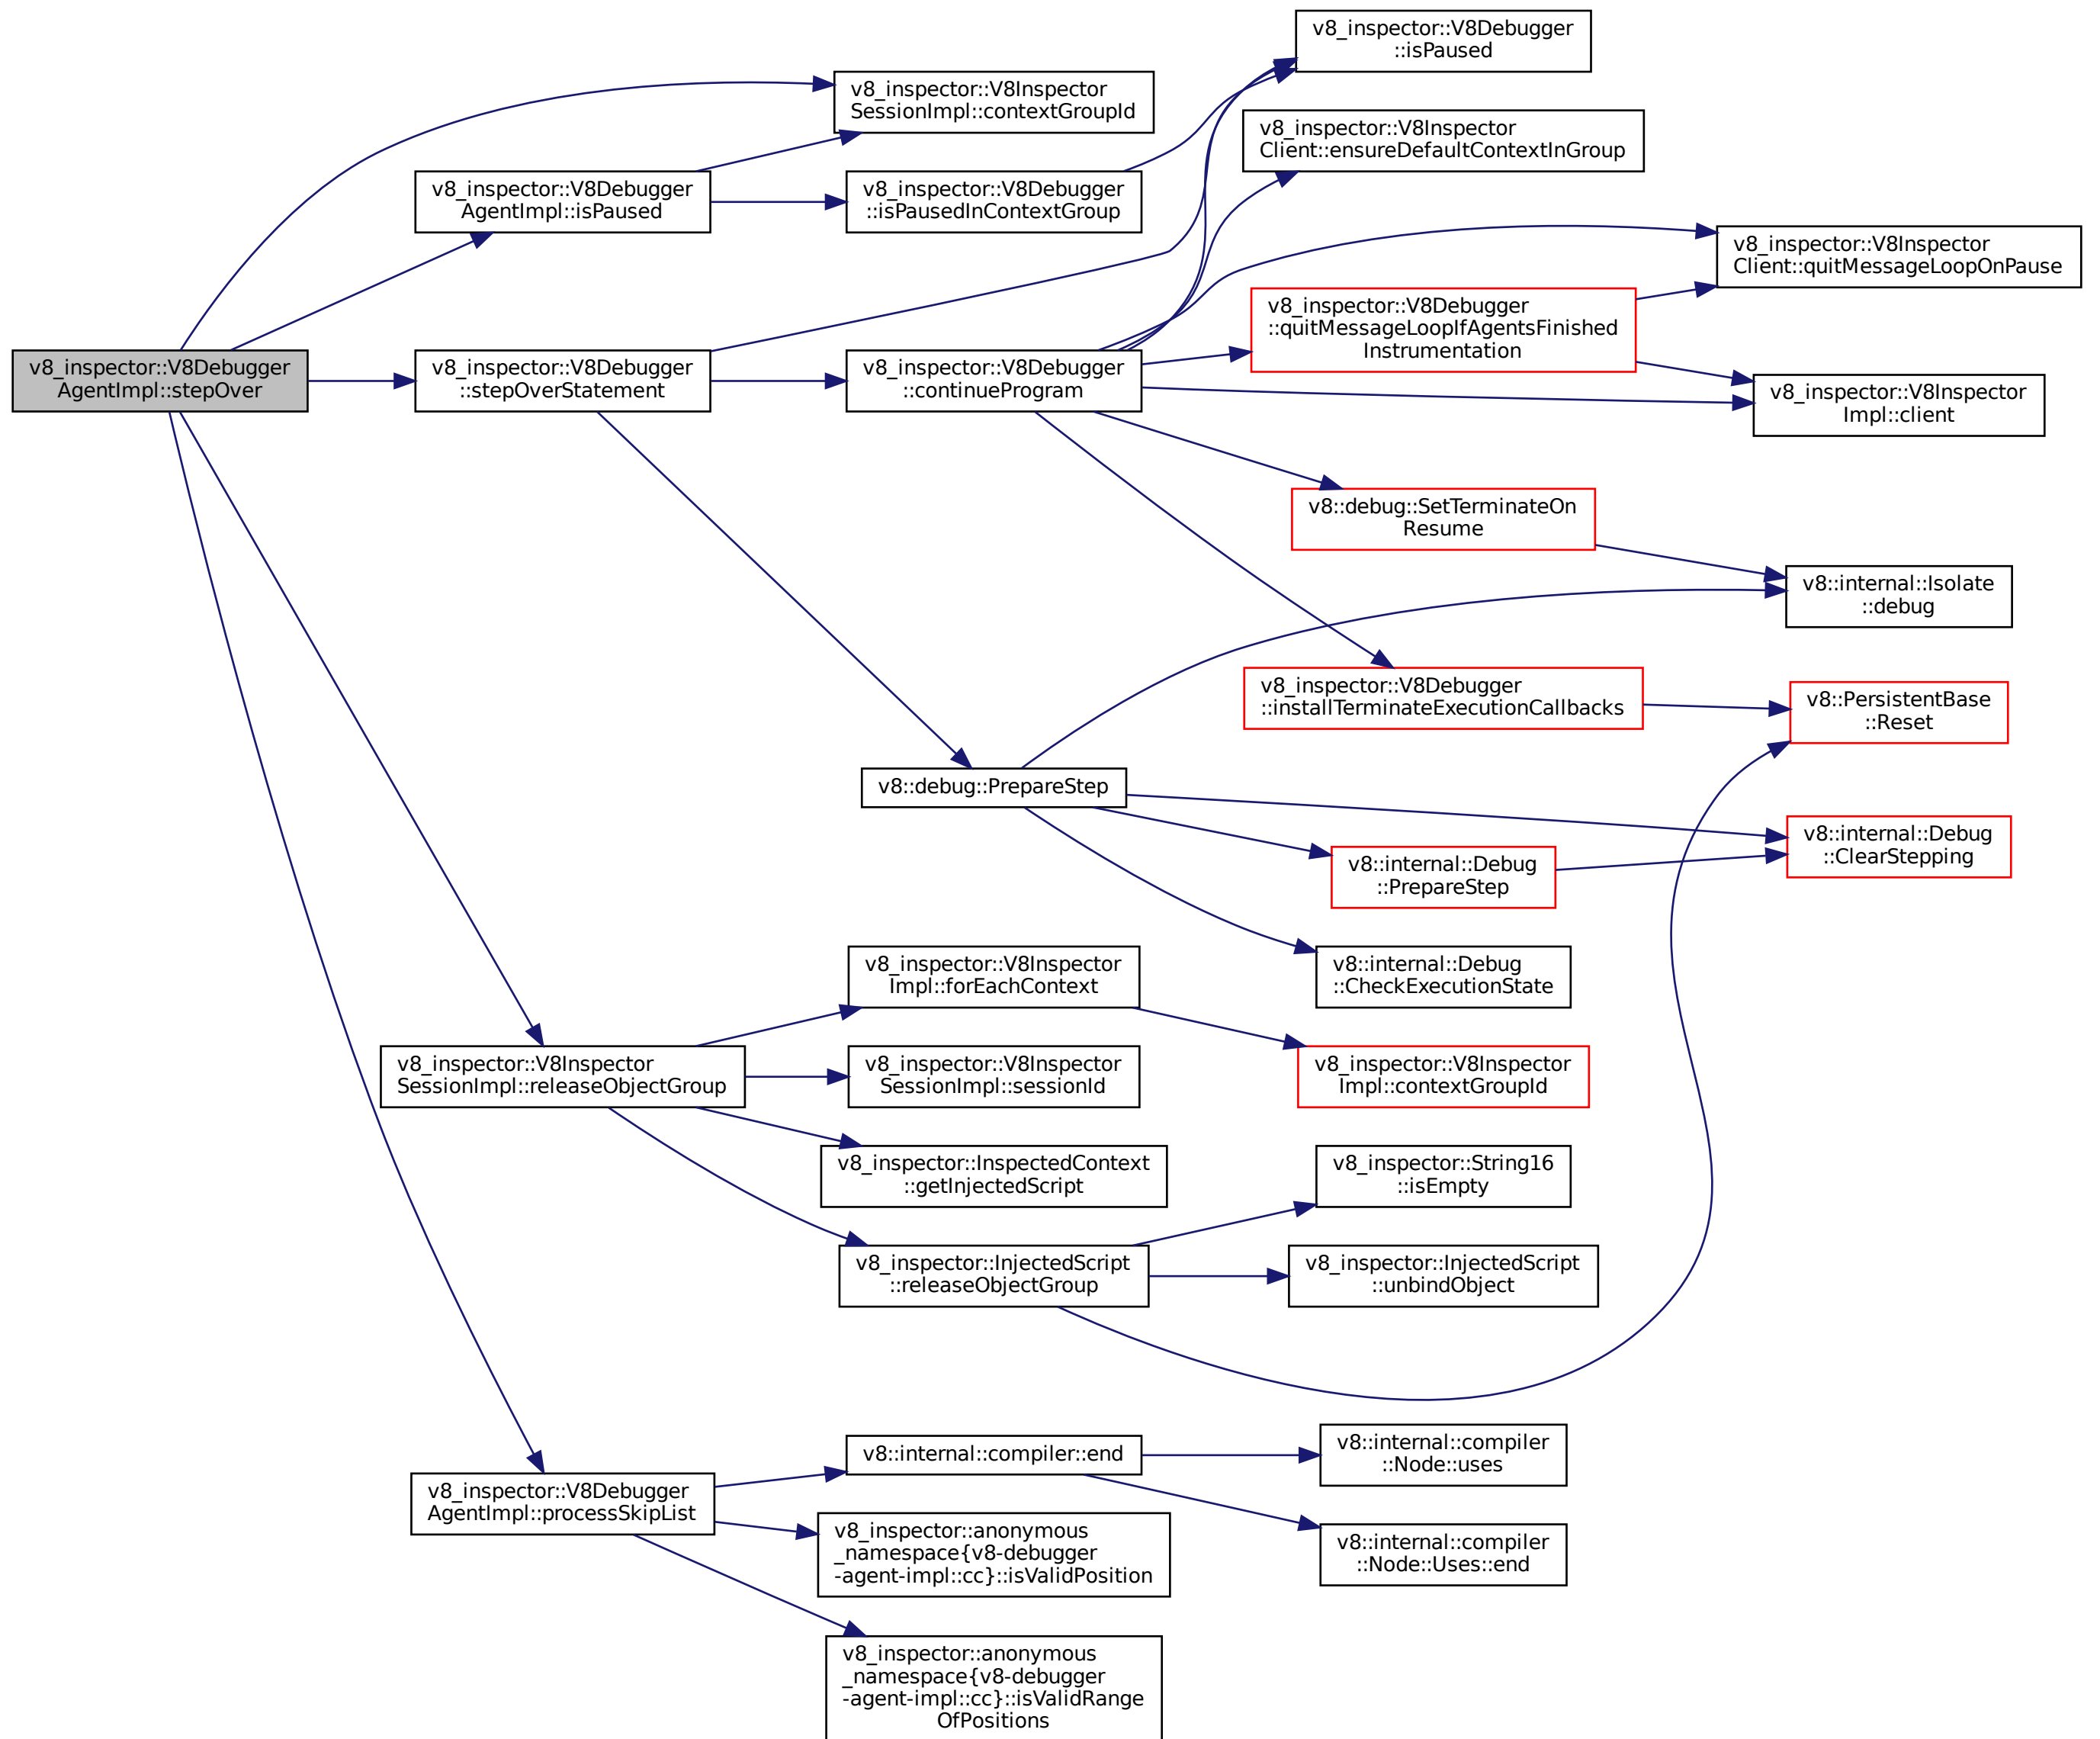 v8_inspector::V8Debugger
::isPaused
v8_inspector::V8Inspector
SessionImpl::contextGroupId
v8_inspector::V8Inspector
Client::ensureDefaultContextInGroup
v8_inspector::V8Debugger
AgentImpl::isPaused
v8_inspector::V8Debugger
::isPausedInContextGroup
v8_inspector::V8Inspector
Client::quitMessageLoopOnPause
v8_inspector::V8Debugger
::quitMessageLoopIfAgentsFinished
Instrumentation
v8_inspector::V8Debugger
AgentImpl::stepOver
v8_inspector::V8Debugger
::stepOverStatement
v8_inspector::V8Debugger
::continueProgram
v8_inspector::V8Inspector
Impl::client
v8::debug::SetTerminateOn
Resume
v8::internal::Isolate
::debug
v8_inspector::V8Debugger
::installTerminateExecutionCallbacks
v8::PersistentBase
::Reset
v8::debug::PrepareStep
v8::internal::Debug
::ClearStepping
v8::internal::Debug
::PrepareStep
v8::internal::Debug
::CheckExecutionState
v8_inspector::V8Inspector
Impl::forEachContext
v8_inspector::V8Inspector
SessionImpl::releaseObjectGroup
v8_inspector::V8Inspector
SessionImpl::sessionId
v8_inspector::V8Inspector
Impl::contextGroupId
v8_inspector::InspectedContext
::getInjectedScript
v8_inspector::String16
::isEmpty
v8_inspector::InjectedScript
::releaseObjectGroup
v8_inspector::InjectedScript
::unbindObject
v8::internal::compiler::end
v8::internal::compiler
::Node::uses
v8_inspector::V8Debugger
AgentImpl::processSkipList
v8_inspector::anonymous
_namespace{v8-debugger
-agent-impl::cc}::isValidPosition
v8::internal::compiler
::Node::Uses::end
v8_inspector::anonymous
_namespace{v8-debugger
-agent-impl::cc}::isValidRange
OfPositions